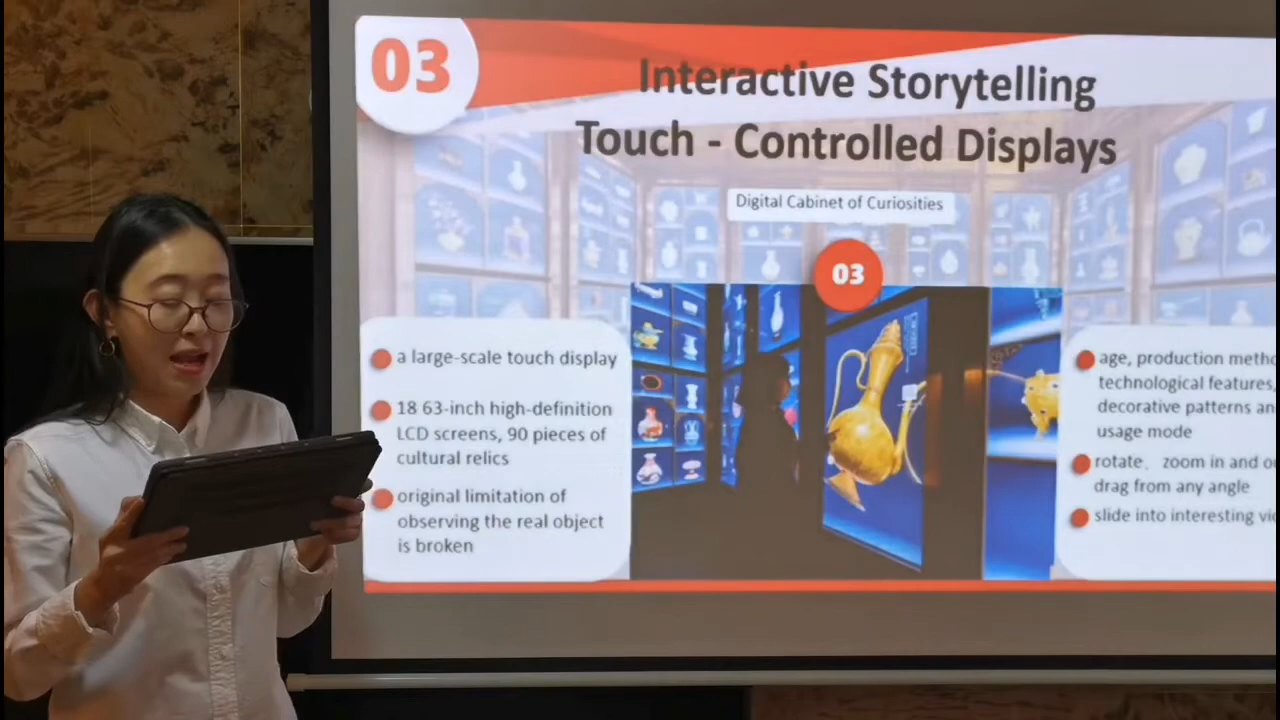 03
Interactive Storytelling
Touch - Controlled Displays
Digital Cabinet of Curiosities
03
a large-scale touch display
18 63-inch high-definition
LCD screens, 90 pieces of
cultural relics
original limitation of
observing the real object
is broken
age, production
technological features,
decorative patterns
usage mode
rotate、 zoom in and
drag from any angle
slide into interesting